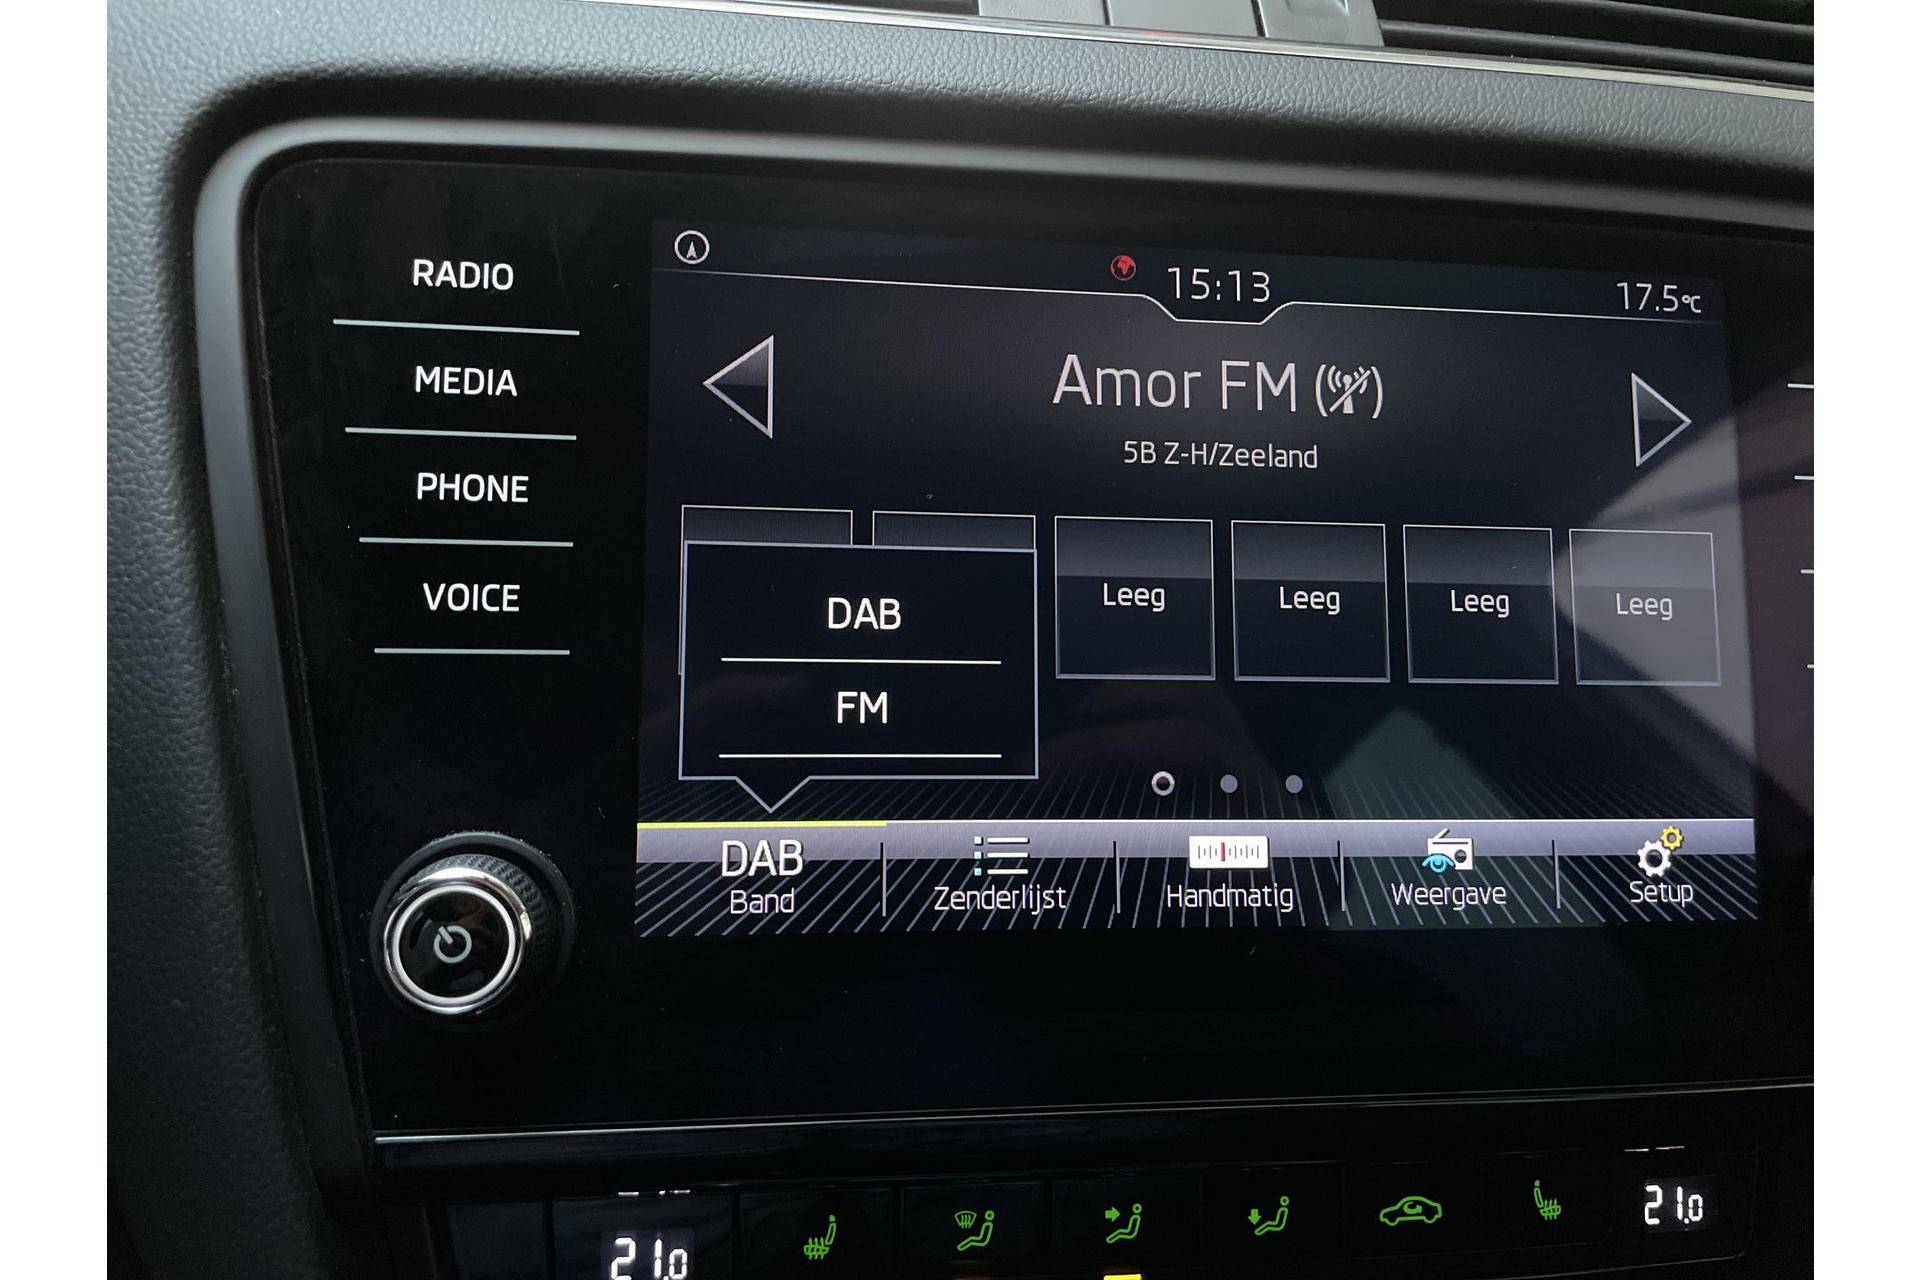 RADIO
MEDIA
PHONE
VOICE
15:13
17.5°C
Amor FM
5B Z-H/Zeeland
Leeg
Leeg
Leeg
Leeg
DAB
FM
DAB
Band
Zenderlijst
Handmatig
Weergave
Setup
21.0
21.0